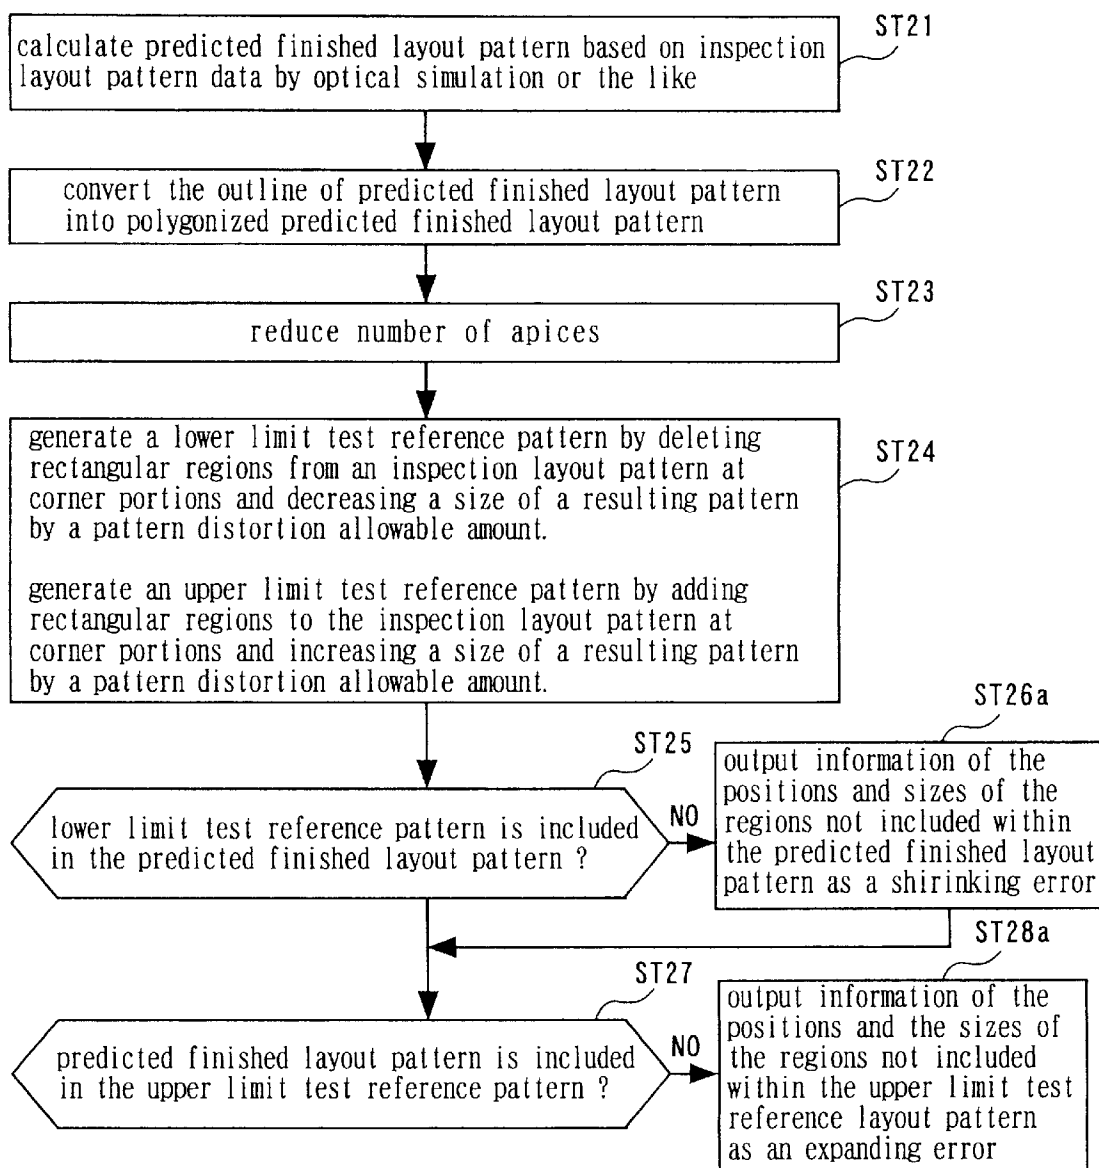 ST21
calculate predicted finished layout pattern based on inspection
layout pattern data by optical simulation or the like
ST22
convert the outline of predicted finished layout pattern
into polygonized predicted finished layout pattern
ST23
reduce number of apices
ST24
generate a lower limit test reference pattern by deleting
rectangular regions from an inspection layout pattern at
corner portions and decreasing a size of a resulting pattern
by a pattern distortion allowable amount.
generate an upper limit test reference pattern by adding
rectangular regions to the inspection layout pattern at
corner portions and increasing a size of a resulting pattern
by a pattern distortion allowable amount.
ST25
lower limit test reference pattern is included
in the predicted finished layout pattern ?
NO
ST26a
output information of the
positions and sizes of the
regions not included within
the predicted finished layout
pattern as a shirinking error
ST27
predicted finished layout pattern is included
in the upper limit test reference pattern ?
NO
ST28a
output information of the
positions and the sizes of
the regions not included
within the upper limit test
reference layout pattern
as an expanding error